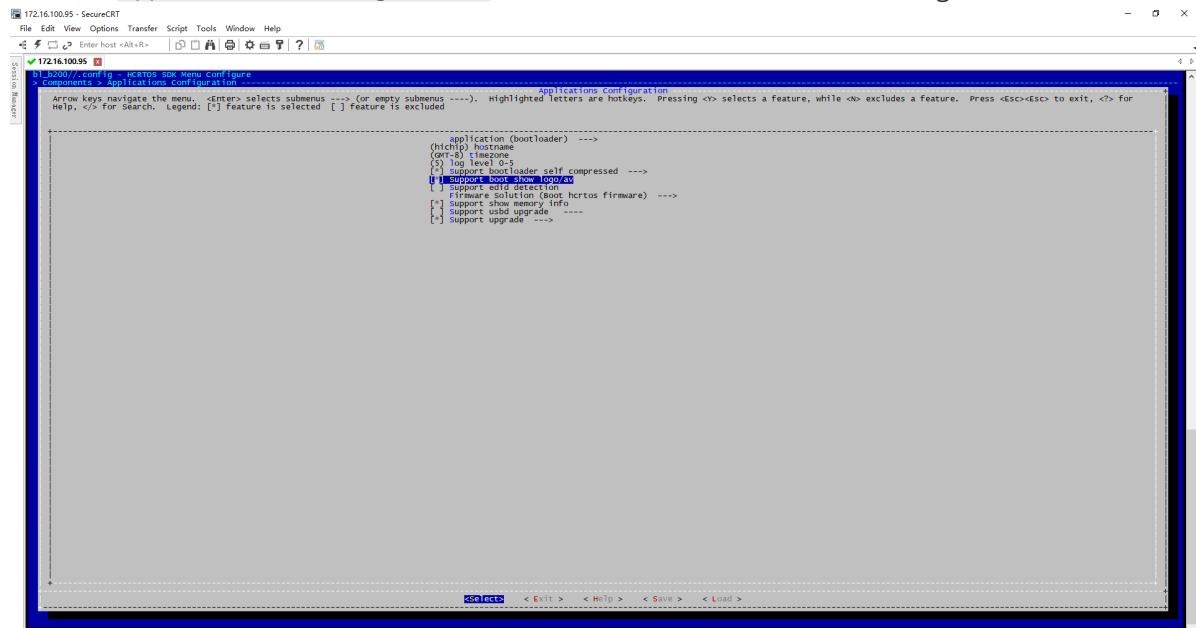 172.16.100.95 - SecureCRT
File Edit View Options Transfer Script Tools Window Help
Enter host <Alt+R>
172.16.100.95
Session Manager
bl_b200//.config - HCRTOS SDK Menu Configure
> Components > Applications Configuration
Applications Configuration
Arrow keys navigate the menu. <Enter> selects submenus ---> (or empty submenus ----). Highlighted letters are hotkeys. Pressing <Y> selects a feature, while <N> excludes a feature. Press <Esc><Esc> to exit, <?> for
Help, </> for Search. Legend: [*] feature is selected [ ] feature is excluded
application (bootloader) --->
(hichip) hostname
(GMT-8) timezone
(5) log level 0-5
[*] Support bootloader self compressed --->
[*] Support boot show logo/av
[ ] Support edid detection
Firmware Solution (Boot hcrtos firmware) --->
[*] Support show memory info
[ ] Support usbd upgrade ----
[*] Support upgrade --->
<Select> < Exit > < Help > < Save > < Load >